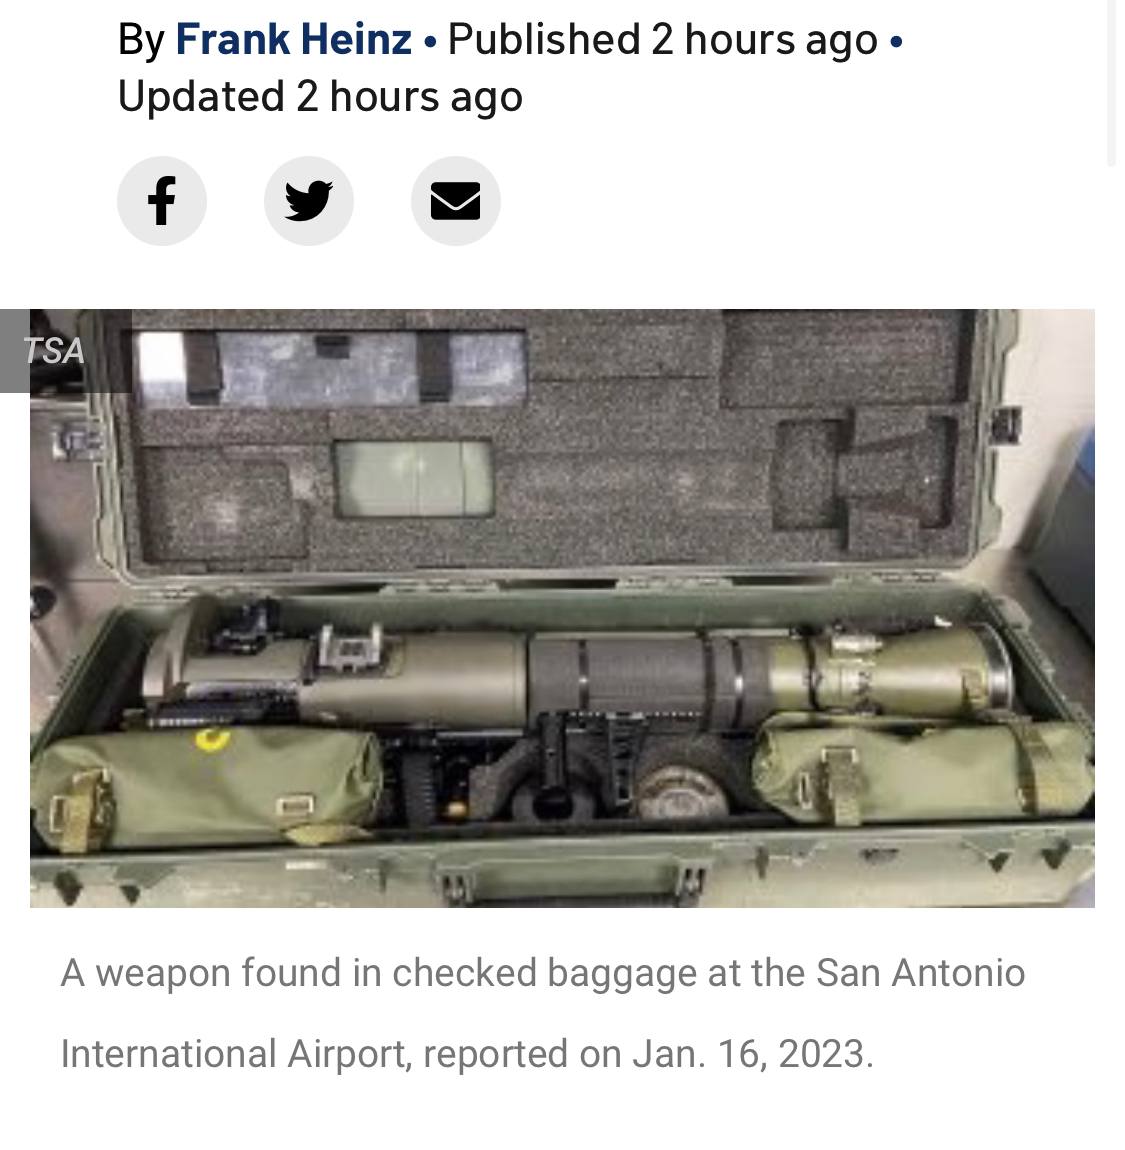 By Frank Heinz • Published 2 hours ago •
Updated 2 hours ago
TSA
A weapon found in checked baggage at the San Antonio
International Airport, reported on Jan. 16, 2023.